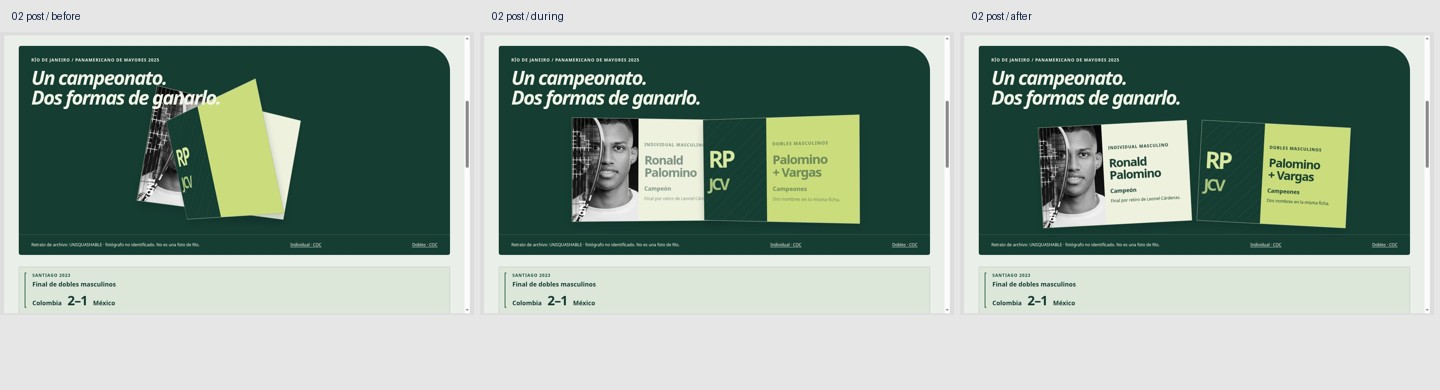 02 post / before
RÍO DE JANEIRO / PANAMERICANO DE MAYORES 2025
Un campeonato.
Dos formas de ganarlo.
RP
JCV
Retrato de archivo: UNSQUASHABLE · fotógrafo no identificado. No es una foto de Río.
Individual · COC
Dobles · COC
SANTIAGO 2023
Final de dobles masculinos
Colombia 2–1 México
02 post / during
RÍO DE JANEIRO / PANAMERICANO DE MAYORES 2025
Un campeonato.
Dos formas de ganarlo.
INDIVIDUAL MASCULINO
Ronald
Palomino
Campeón
Final por retiro de Leonel Cárdenas.
RP
JCV
DOBLES MASCULINOS
Palomino
+ Vargas
Campeones
Dos nombres en la misma ficha.
Retrato de archivo: UNSQUASHABLE · fotógrafo no identificado. No es una foto de Río.
Individual · COC
Dobles · COC
SANTIAGO 2023
Final de dobles masculinos
Colombia 2–1 México
02 post / after
RÍO DE JANEIRO / PANAMERICANO DE MAYORES 2025
Un campeonato.
Dos formas de ganarlo.
INDIVIDUAL MASCULINO
Ronald
Palomino
Campeón
Final por retiro de Leonel Cárdenas.
RP
JCV
DOBLES MASCULINOS
Palomino
+ Vargas
Campeones
Dos nombres en la misma ficha.
Retrato de archivo: UNSQUASHABLE · fotógrafo no identificado. No es una foto de Río.
Individual · COC
Dobles · COC
SANTIAGO 2023
Final de dobles masculinos
Colombia 2–1 México